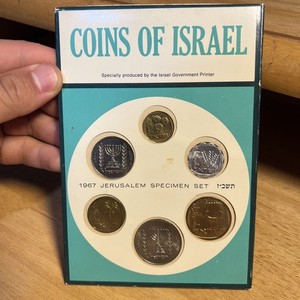 COINS OF ISRAEL
Specially produced by the Israel Government Printer
1967 JERUSALEM SPECIMEN SET תשכ"ז